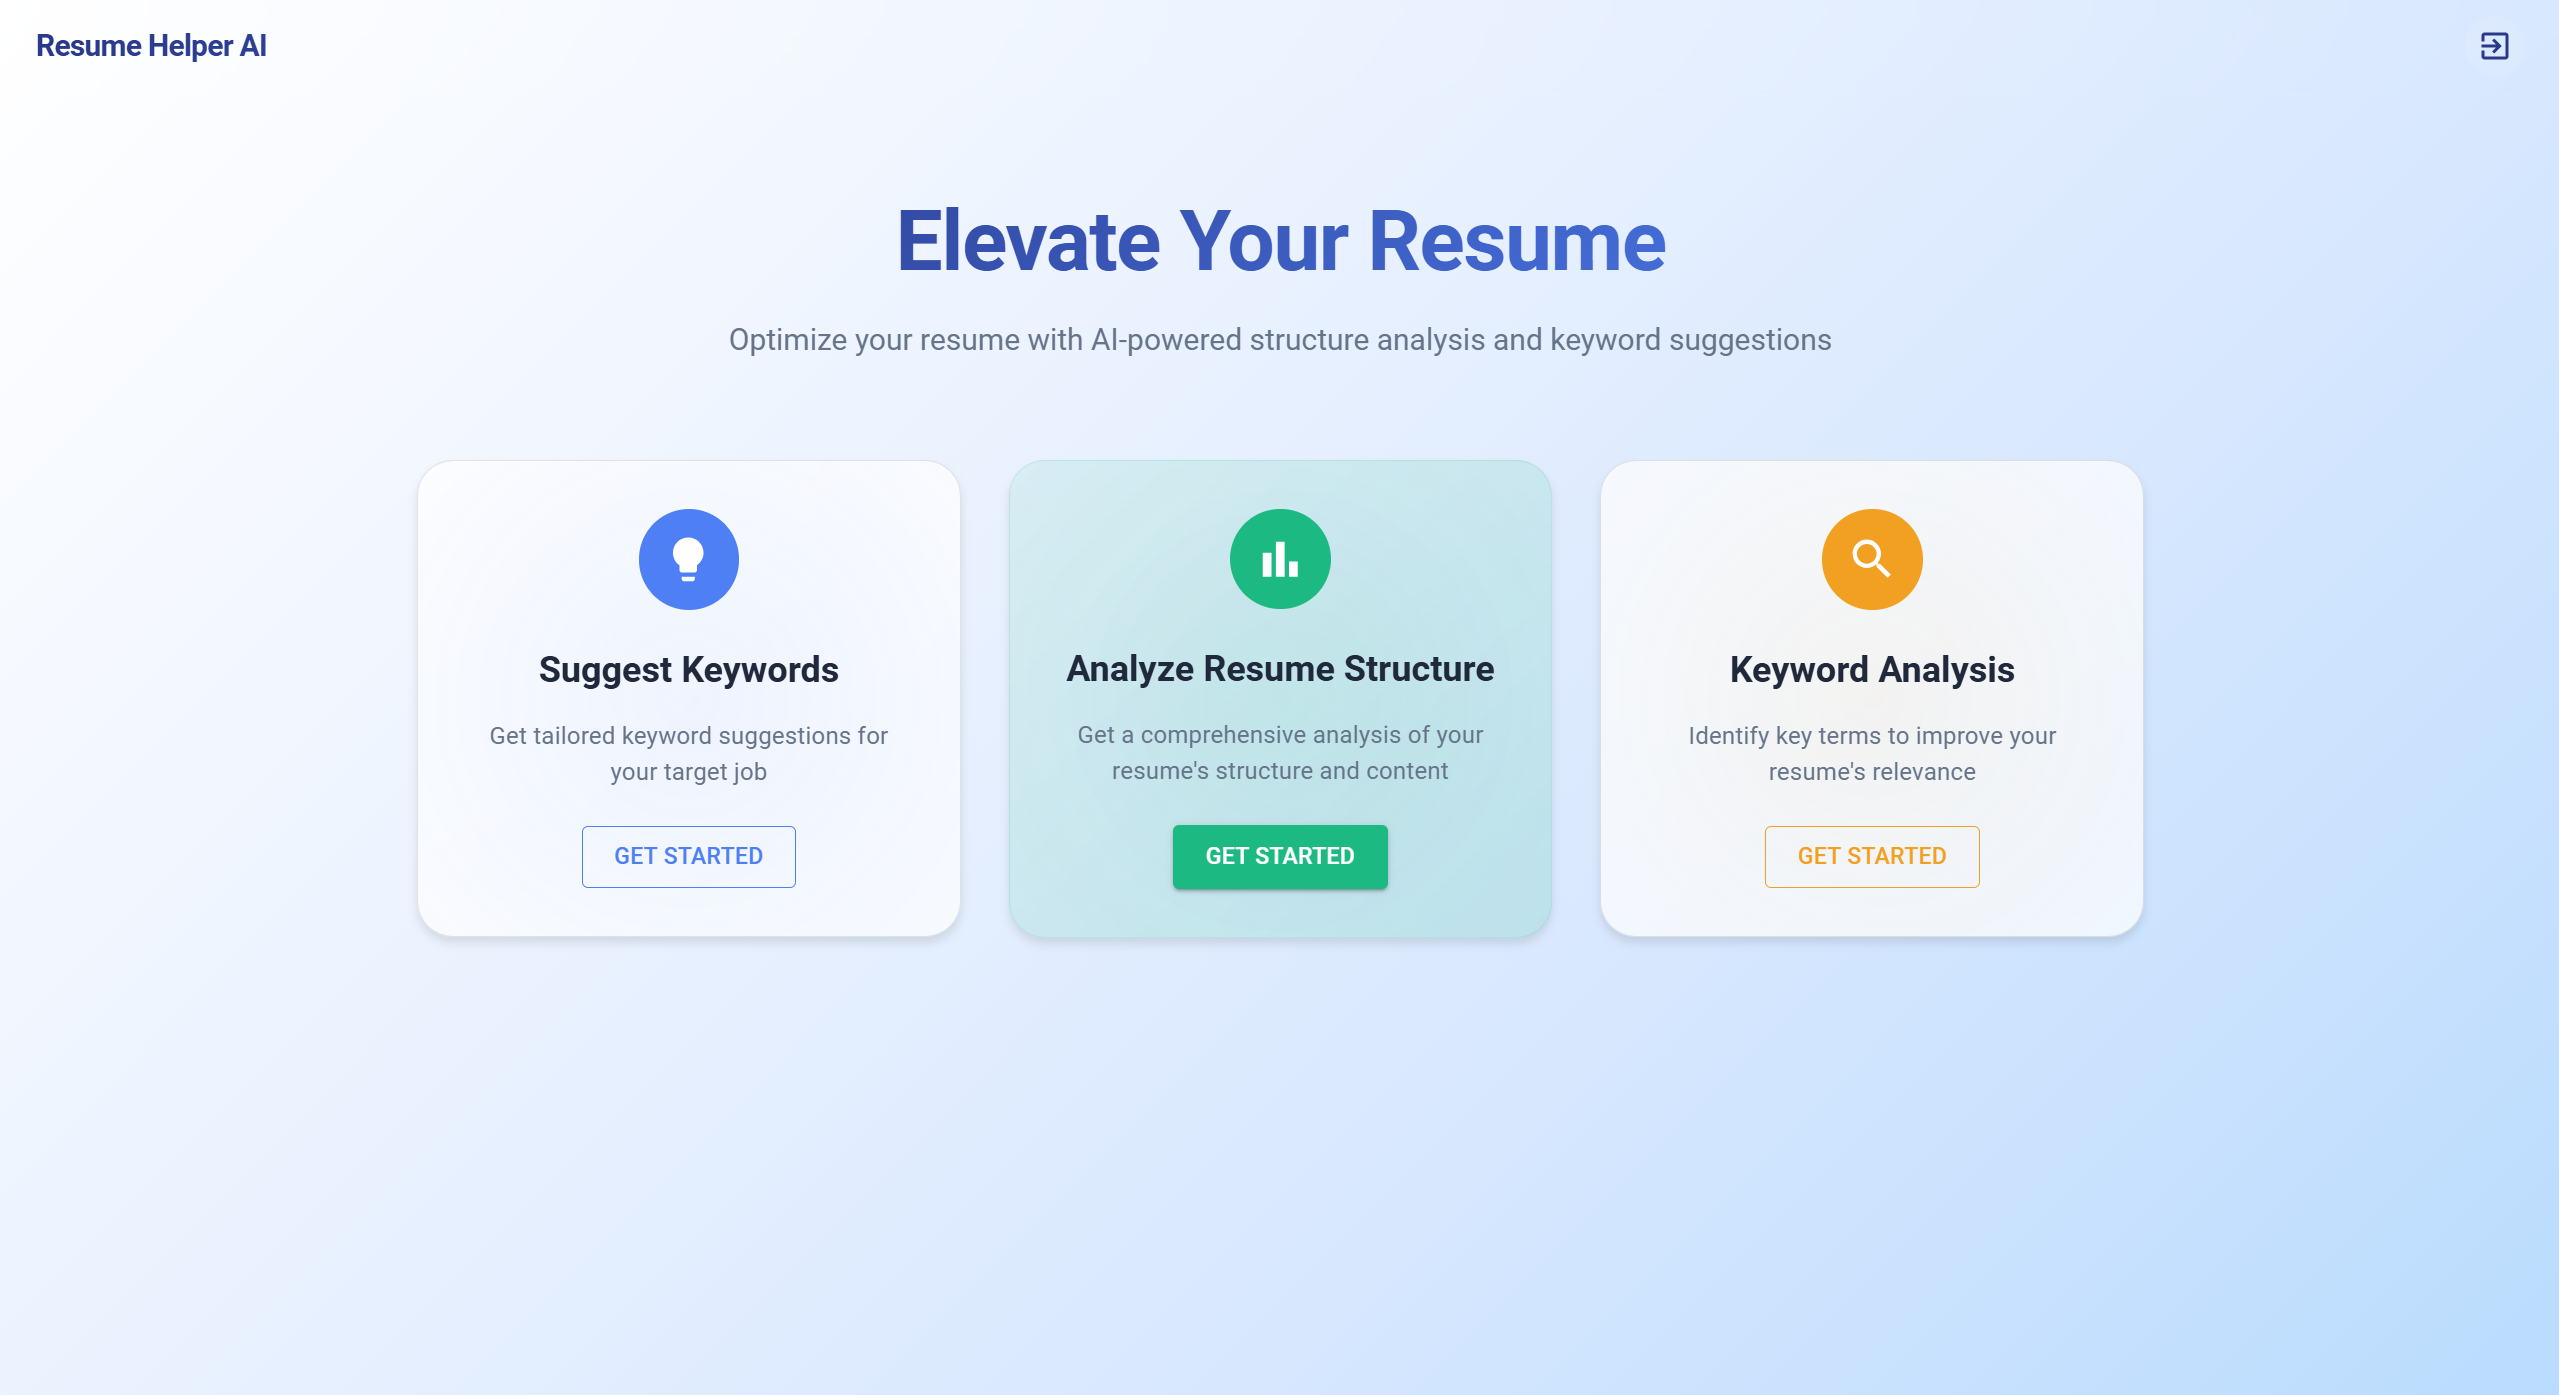 Resume Helper AI
Elevate Your Resume
Optimize your resume with AI-powered structure analysis and keyword suggestions
Suggest Keywords
Get tailored keyword suggestions for
your target job
GET STARTED
Analyze Resume Structure
Get a comprehensive analysis of your
resume's structure and content
GET STARTED
Keyword Analysis
Identify key terms to improve your
resume's relevance
GET STARTED